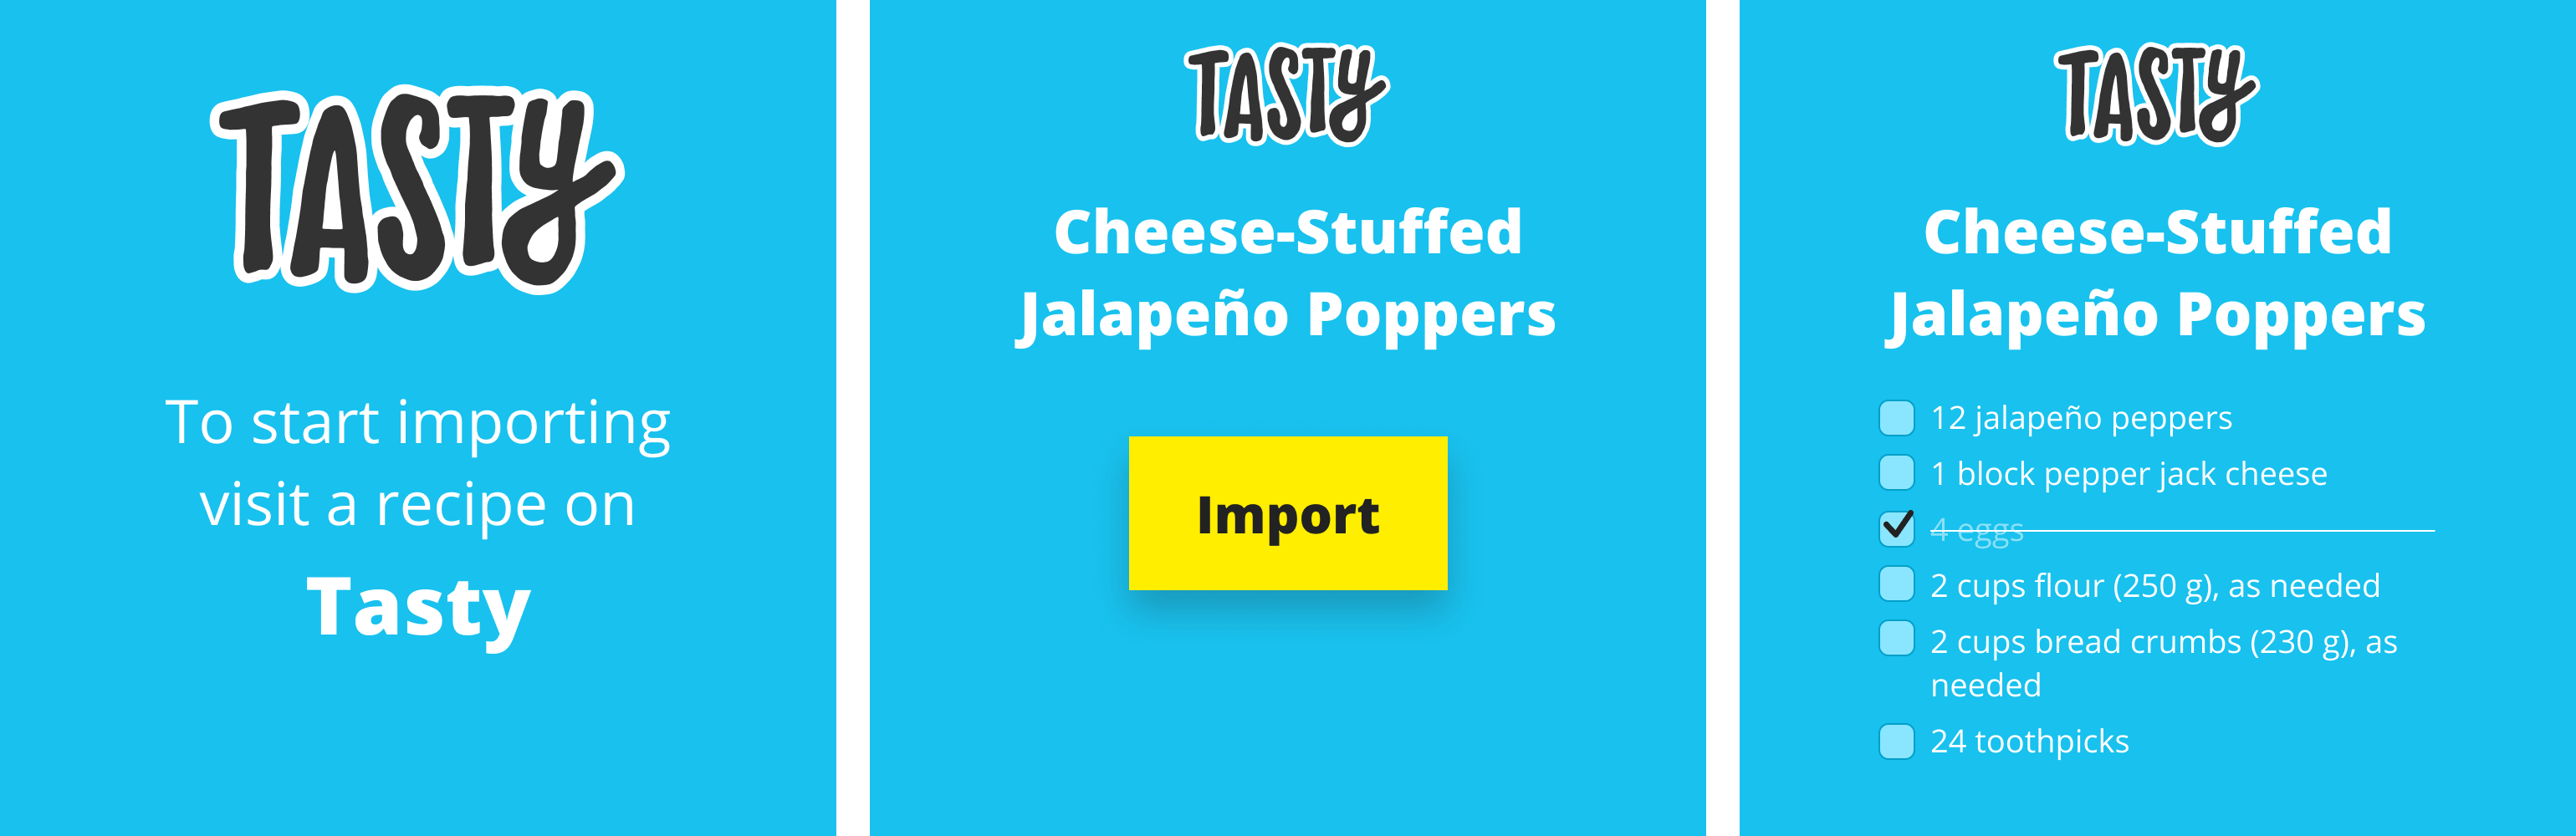 TASTY
To start importing
visit a recipe on
Tasty
TASTY
Cheese-Stuffed
Jalapeño Poppers
Import
TASTY
Cheese-Stuffed
Jalapeño Poppers
12 jalapeño peppers
1 block pepper jack cheese
4 eggs
2 cups flour (250 g), as needed
2 cups bread crumbs (230 g), as
needed
24 toothpicks